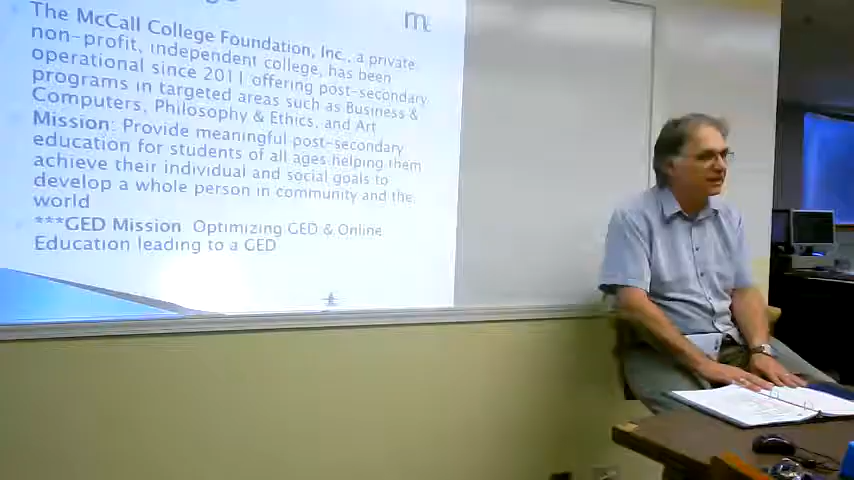 The McCall College Foundation, Inc., a private,
non-profit, independent college, has been
operational since 2011 offering post-secondary
programs in targeted areas such as Business &
Computers, Philosophy & Ethics, and Art
Mission: Provide meaningful post-secondary
education for students of all ages helping them
achieve their individual and social goals to
develop a whole person in community and the
world
***GED Mission Optimizing GED & Online
Education leading to a GED